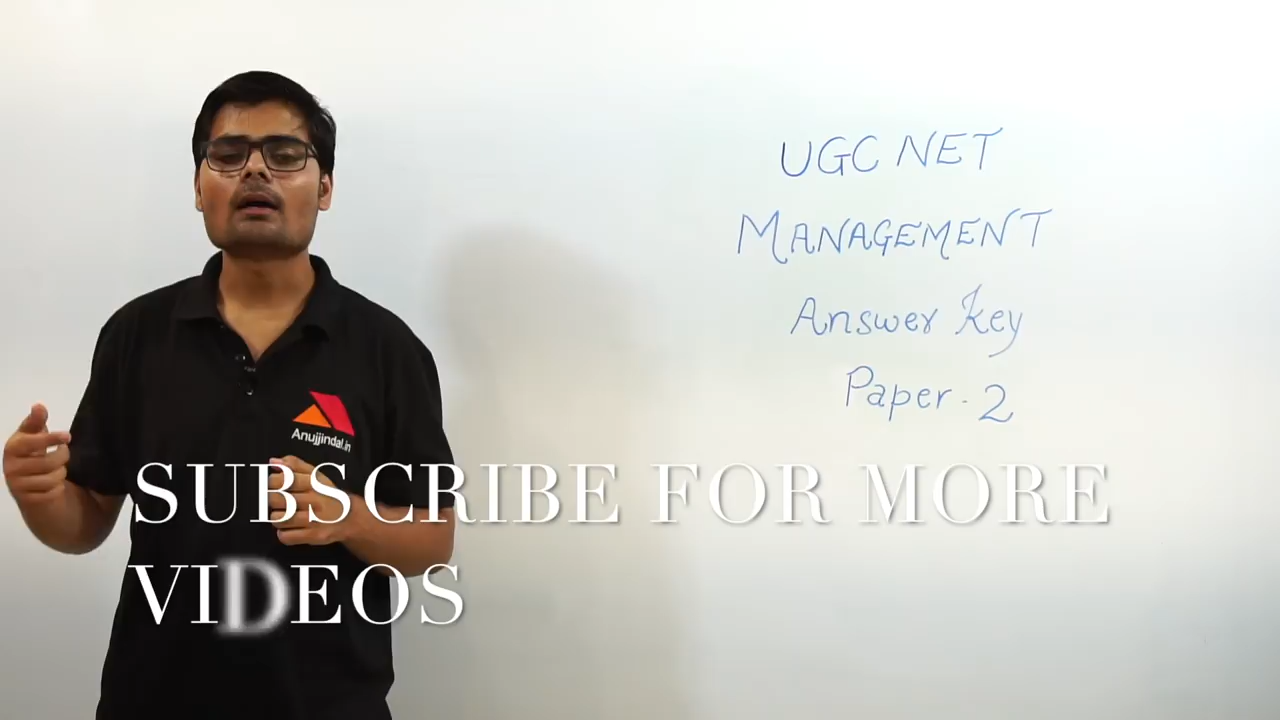 UGC NET
MANAGEMENT
Answer Key
Paper - 2
Anujjindal.in
SUBSCRIBE FOR MORE
VIDEOS